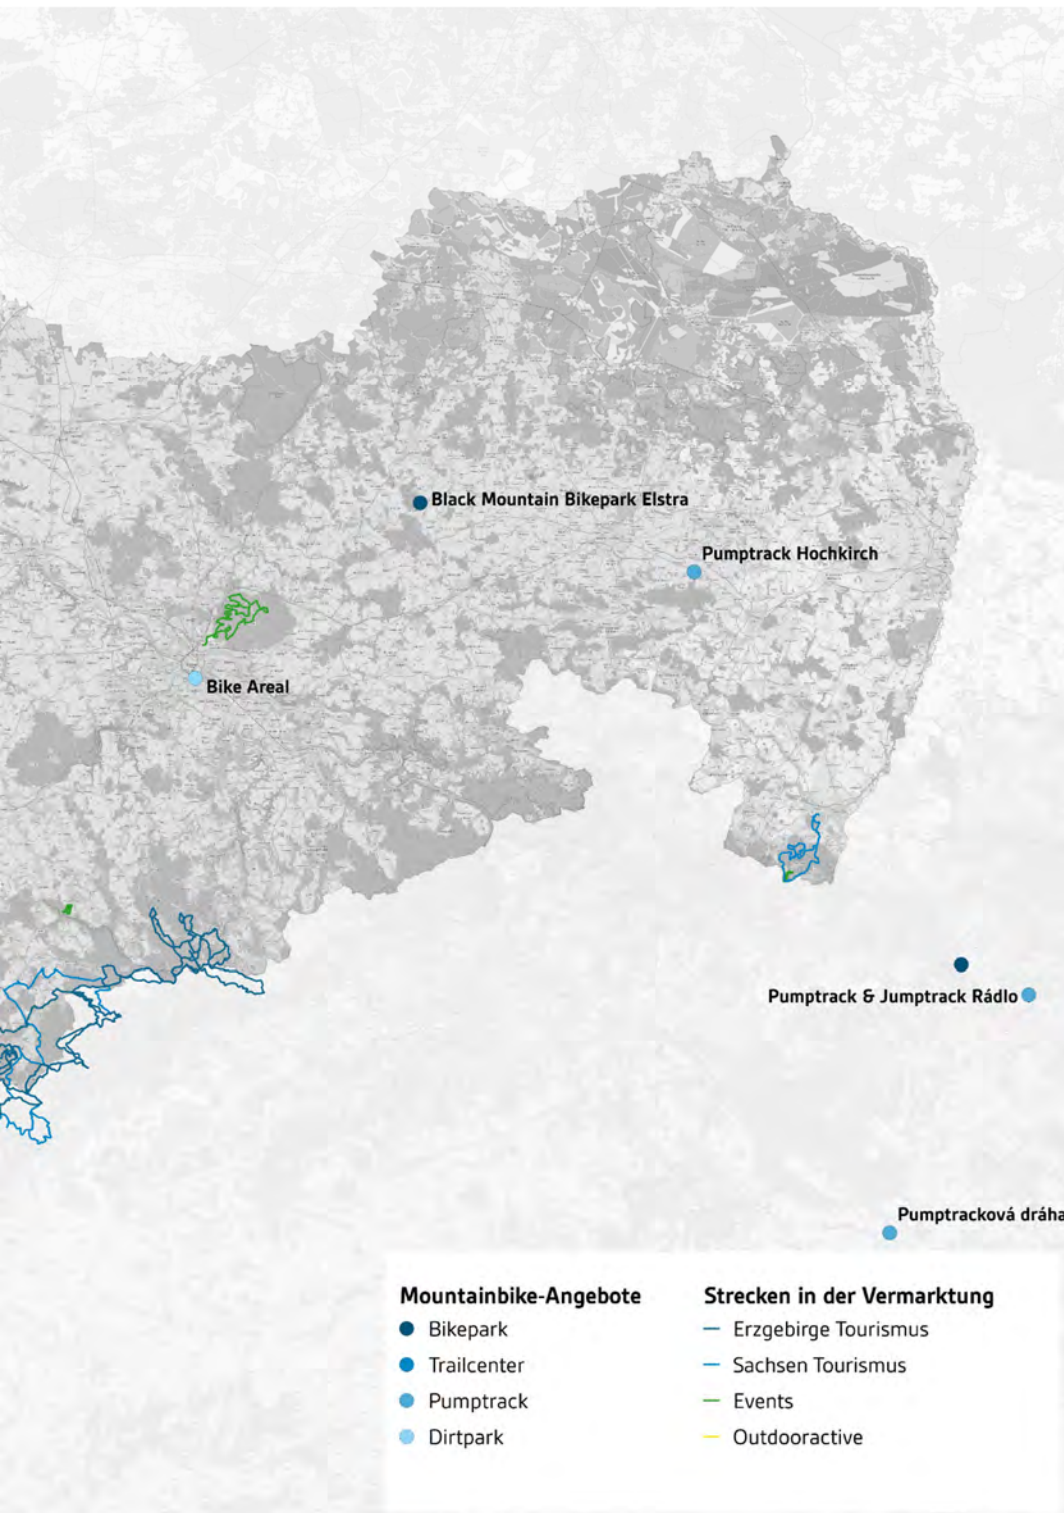 Black Mountain Bikepark Elstra
Pumptrack Hochkirch
Bike Areal
Pumptrack & Jumptrack Rádlo
Pumptracková dráha
Mountainbike-Angebote
Bikepark
Trailcenter
Pumptrack
Dirtpark
Strecken in der Vermarktung
Erzgebirge Tourismus
Sachsen Tourismus
Events
Outdooractive